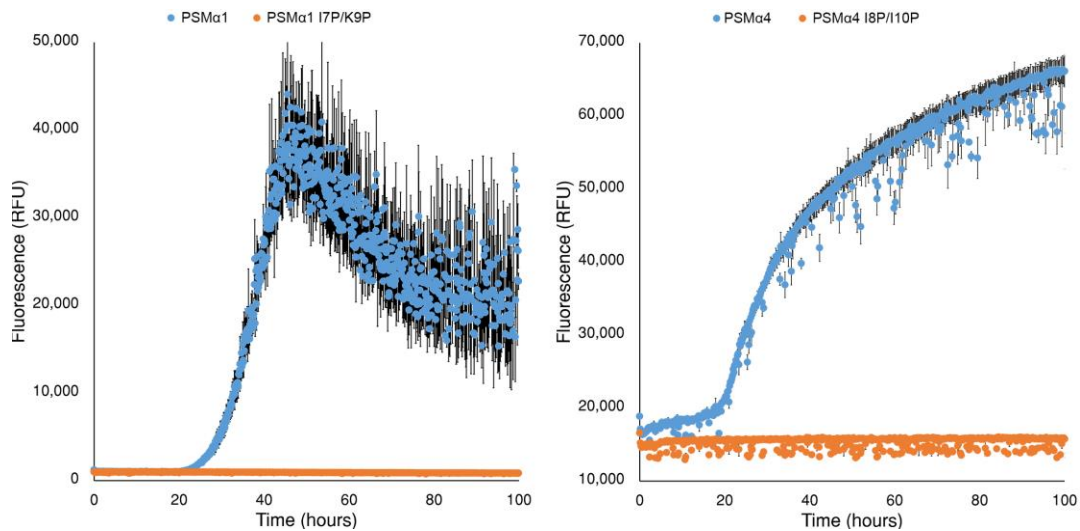 PSMα1 PSMα1 I7P/K9P
50,000
40,000
30,000
20,000
10,000
0
Fluorescence (RFU)
0 20 40 60 80 100
Time (hours)
PSMα4 PSMα4 I8P/I10P
70,000
60,000
50,000
40,000
30,000
20,000
10,000
Fluorescence (RFU)
0 20 40 60 80 100
Time (hours)